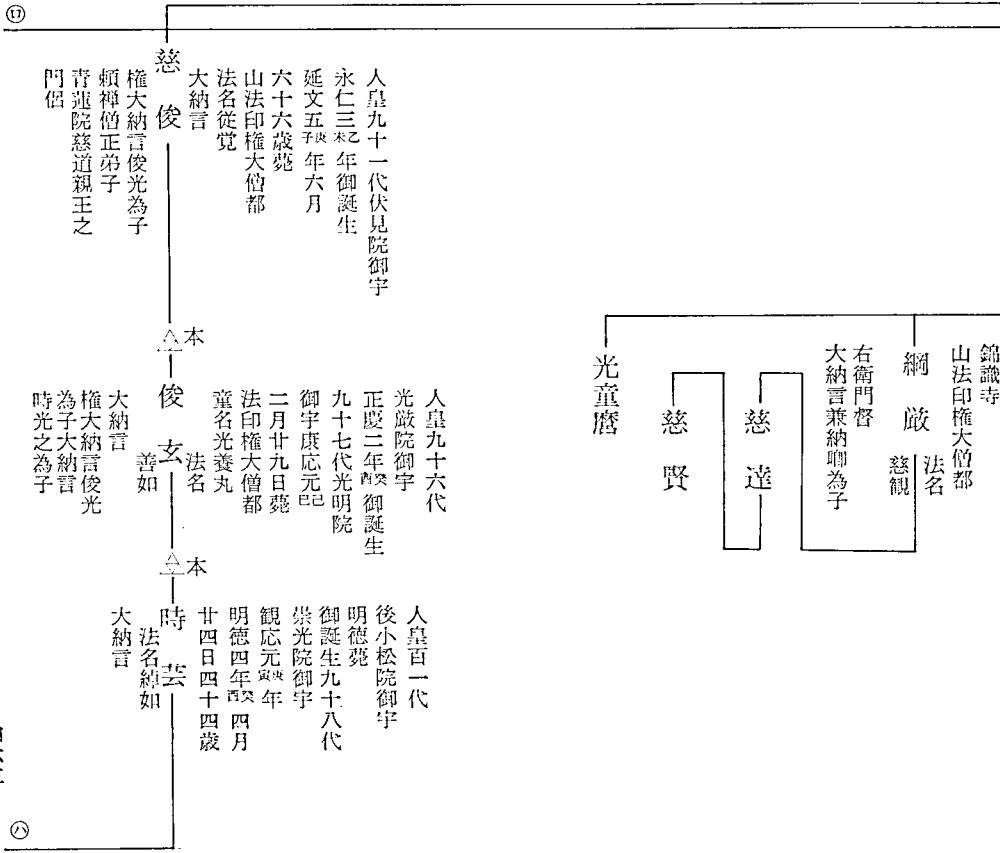 錦識寺
山法印権大僧都
綱厳
法名
慈観
右衛門督
大納言兼納卿為子
慈達
慈賢
光童麿
㋺
慈俊
人皇九十一代伏見院御宇
永仁三乙未年御誕生
延文五庚子年六月
六十六歳薨
山法印権大僧都
法名従覚
大納言
権大納言俊光為子
頼禅僧正弟子
青蓮院慈道親王之
門侶
本
俊玄
法名
善如
人皇九十六代
光厳院御宇
正慶二年癸酉御誕生
九十七代光明院
御宇康応元己巳
二月廿九日薨
法印権大僧都
童名光養丸
大納言
権大納言俊光
為子大納言
時光之為子
本
時芸
法名綽如
大納言
人皇百一代
後小松院御宇
明徳薨
御誕生九十八代
崇光院御宇
観応元庚寅年
明徳四年癸酉四月
廿四日四十四歳
㋩